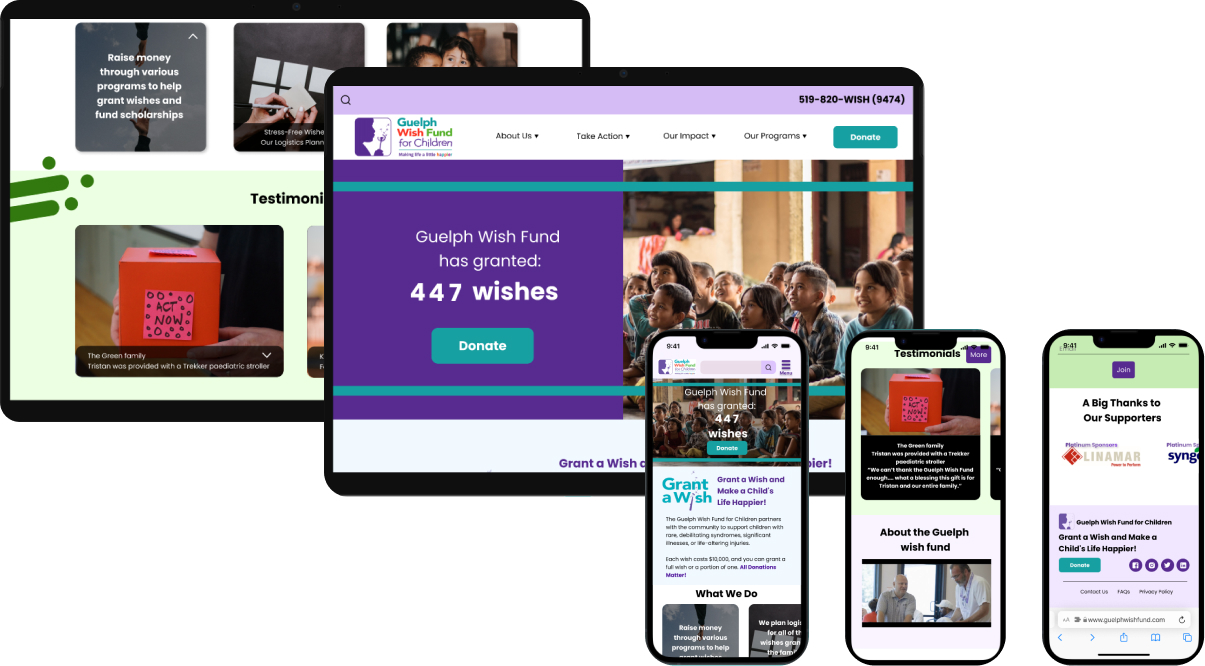 Raise money
through various
programs to help
grant wishes and
fund scholarships
Stress-Free Wishe
Our Logistics Plann
Testimoni
ACT
NOW
The Green family
Tristan was provided with a Trekker paediatric stroller
K
519-820-WISH (9474)
Guelph
Wish Fund
for Children
Making life a little happier
About Us ▾
Take Action ▾
Our Impact ▾
Our Programs ▾
Donate
Guelph Wish Fund
has granted:
447 wishes
Donate
Grant a Wish a
pier!
9:41
Guelph
Wish Fund
for Children
Menu
Guelph Wish Fund
has granted:
447
wishes
Donate
Grant
a Wish
Grant a Wish and
Make a Child's
Life Happier!
The Guelph Wish Fund for Children partners
with the community to support children with
rare, debilitating syndromes, significant
illnesses, or life-altering injuries.
Each wish costs $10,000, and you can grant a
full wish or a portion of one. All Donations
Matter!
What We Do
Raise money
through various
programs to help
grant wishes
We plan logis
for all of th
wishes gran
the fam
9:41
Testimonials
More
The Green family
Tristan was provided with a Trekker
paediatric stroller
"We can't thank the Guelph Wish Fund
enough.... what a blessing this gift is for
Tristan and our entire family."
About the Guelph
wish fund
9:41
Email
Join
A Big Thanks to
Our Supporters
Platinum Sponsors
LINAMAR
Power to Perform
Platinum Sp
synge
Guelph Wish Fund for Children
Grant a Wish and Make a
Child's Life Happier!
Donate
Contact Us
FAQs
Privacy Policy
AA
www.guelphwishfund.com